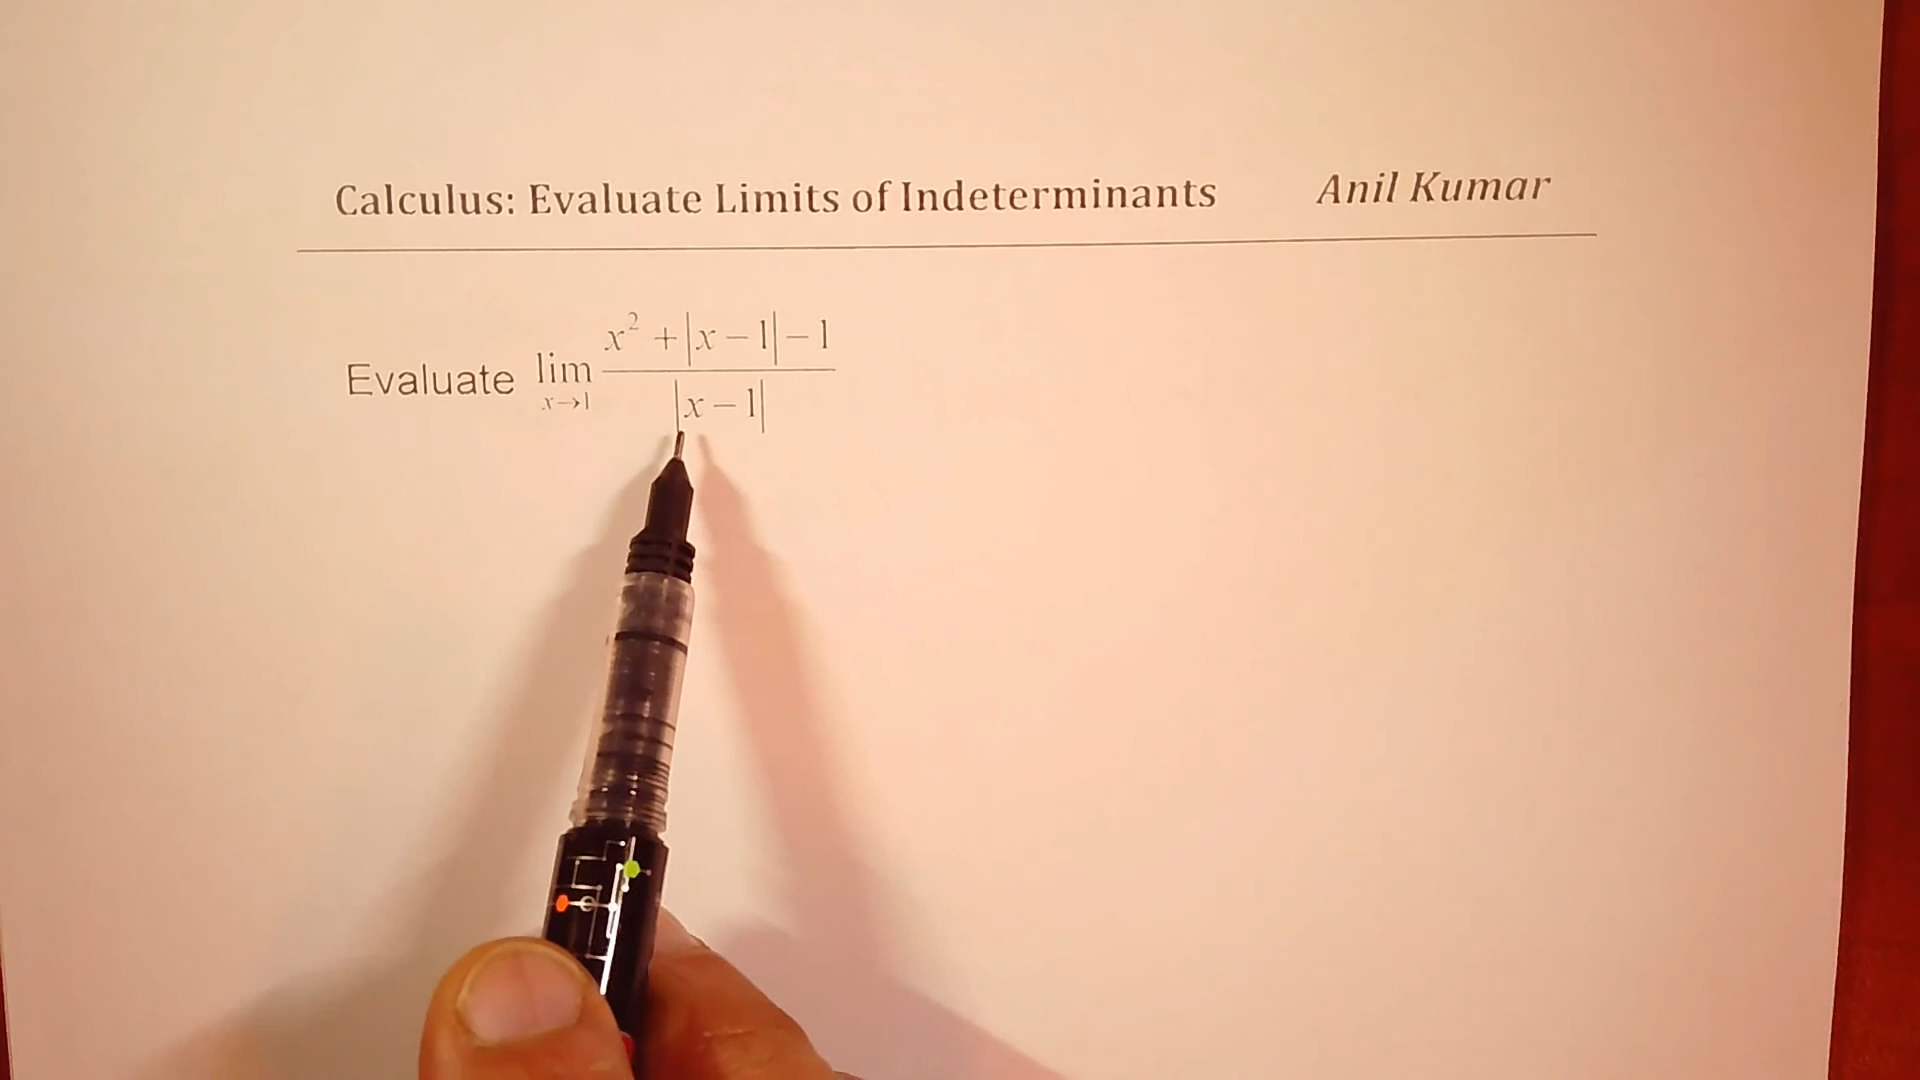 Calculus: Evaluate Limits of Indeterminants Anil Kumar
Evaluate lim x→1 (x² + |x − 1| − 1) / |x − 1|